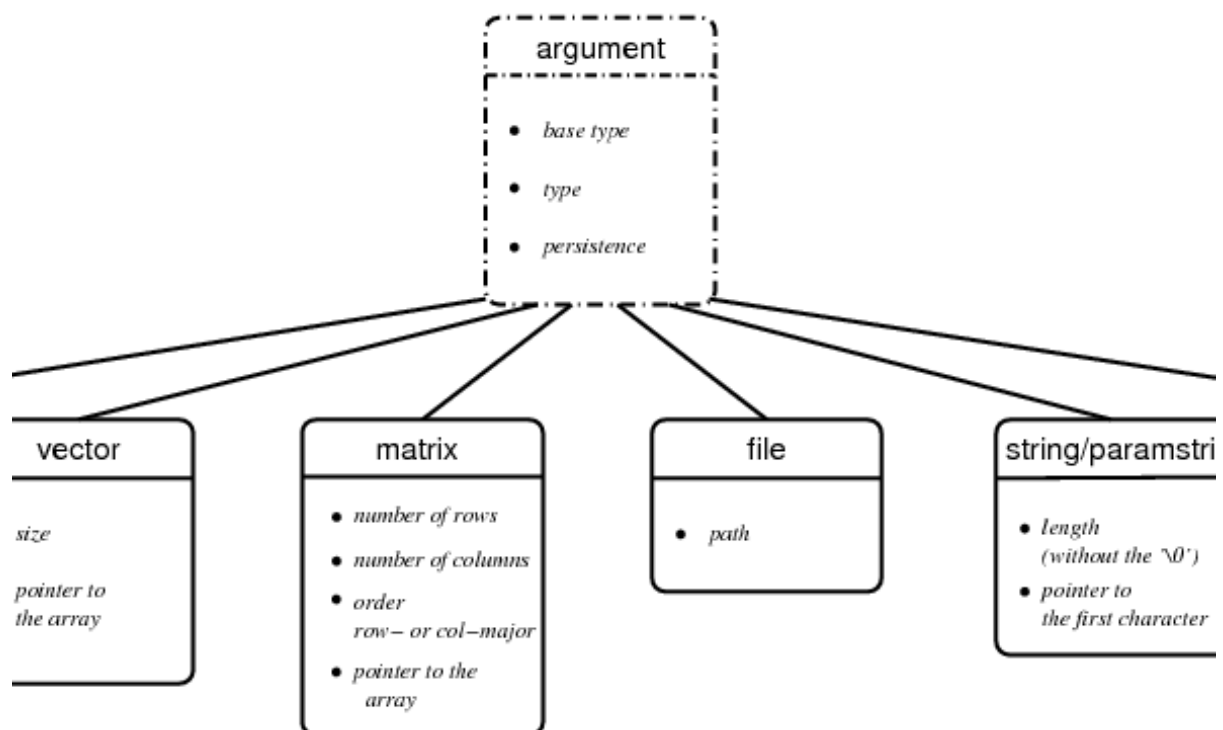 argument
base type
type
persistence
vector
size
pointer to
the array
matrix
number of rows
number of columns
order
row- or col-major
pointer to the
array
file
path
string/paramstri
length
(without the '\0')
pointer to
the first character